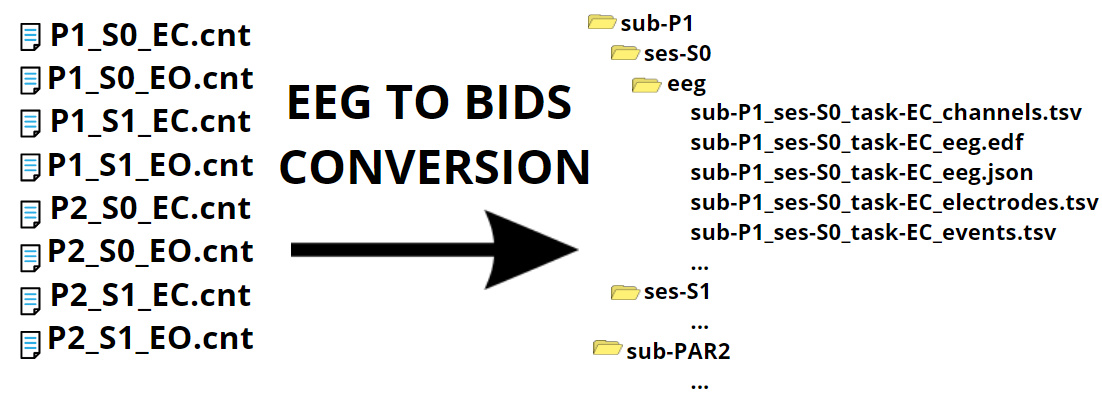 P1_S0_EC.cnt
P1_S0_EO.cnt
P1_S1_EC.cnt
P1_S1_EO.cnt
P2_S0_EC.cnt
P2_S0_EO.cnt
P2_S1_EC.cnt
P2_S1_EO.cnt
EEG TO BIDS
CONVERSION
sub-P1
ses-S0
eeg
sub-P1_ses-S0_task-EC_channels.tsv
sub-P1_ses-S0_task-EC_eeg.edf
sub-P1_ses-S0_task-EC_eeg.json
sub-P1_ses-S0_task-EC_electrodes.tsv
sub-P1_ses-S0_task-EC_events.tsv
...
ses-S1
...
sub-PAR2
...